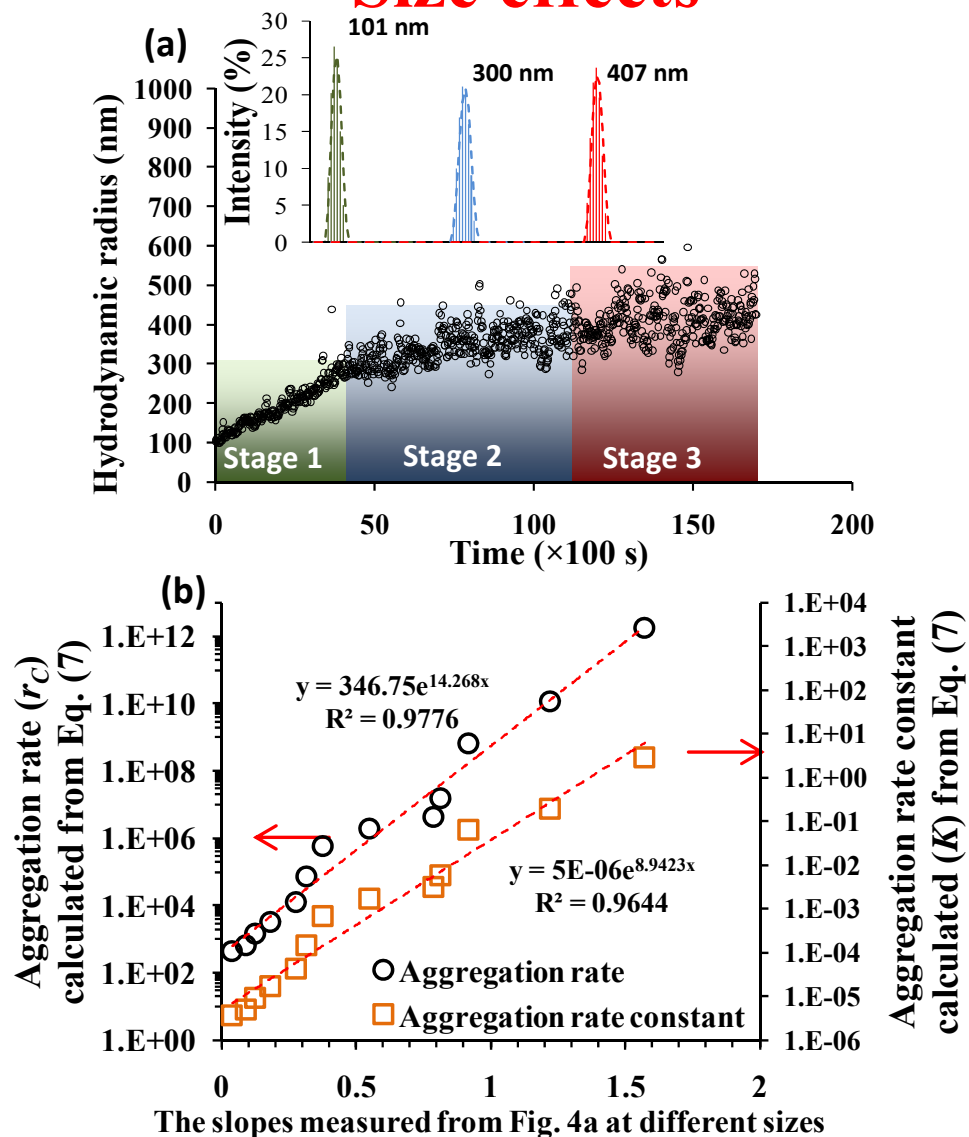 Size effects
(a)
101 nm
300 nm
407 nm
Intensity (%)
30
25
20
15
10
5
0
Hydrodynamic radius (nm)
1000
900
800
700
600
500
400
300
200
100
0
Stage 1
Stage 2
Stage 3
0
50
100
150
200
Time (×100 s)
(b)
Aggregation rate (r_C)
calculated from Eq. (7)
1.E+12
1.E+10
1.E+08
1.E+06
1.E+04
1.E+02
1.E+00
y = 346.75e^14.268x
R² = 0.9776
y = 5E-06e^8.9423x
R² = 0.9644
Aggregation rate
Aggregation rate constant
1.E+04
1.E+03
1.E+02
1.E+01
1.E+00
1.E-01
1.E-02
1.E-03
1.E-04
1.E-05
1.E-06
Aggregation rate constant
calculated (K) from Eq. (7)
0
0.5
1
1.5
2
The slopes measured from Fig. 4a at different sizes